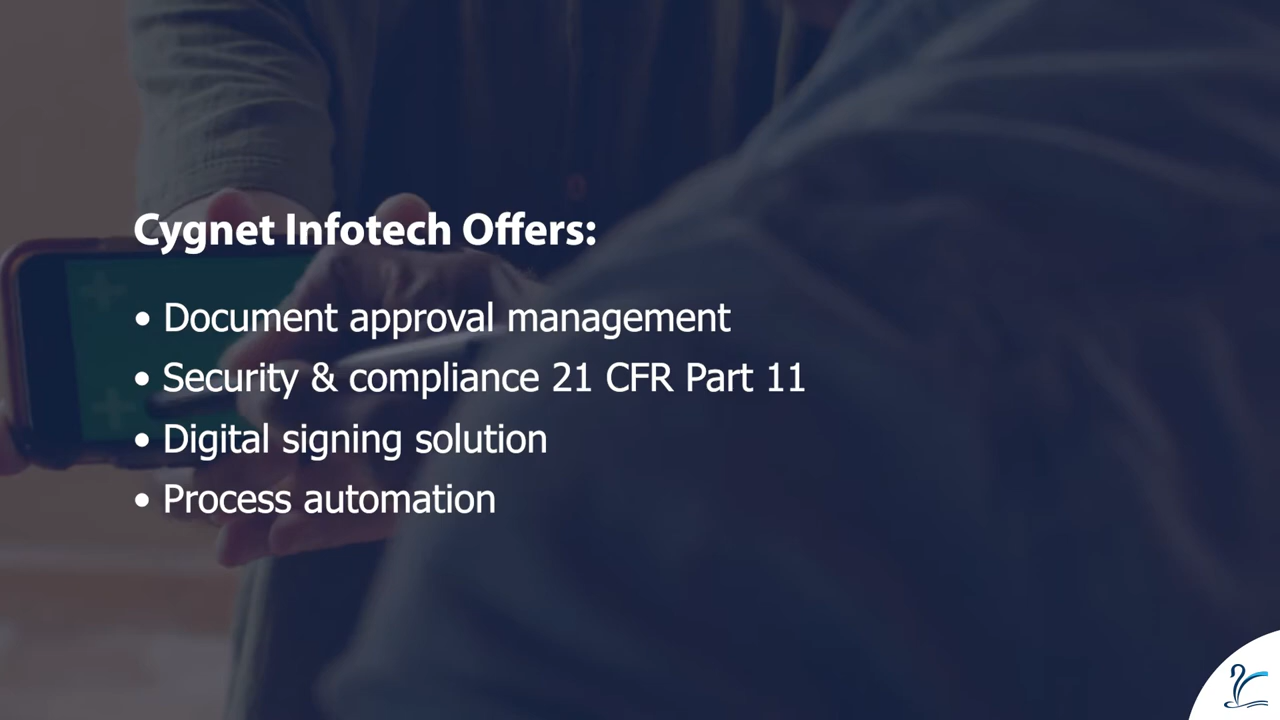 Cygnet Infotech Offers:
• Document approval management
• Security & compliance 21 CFR Part 11
• Digital signing solution
• Process automation